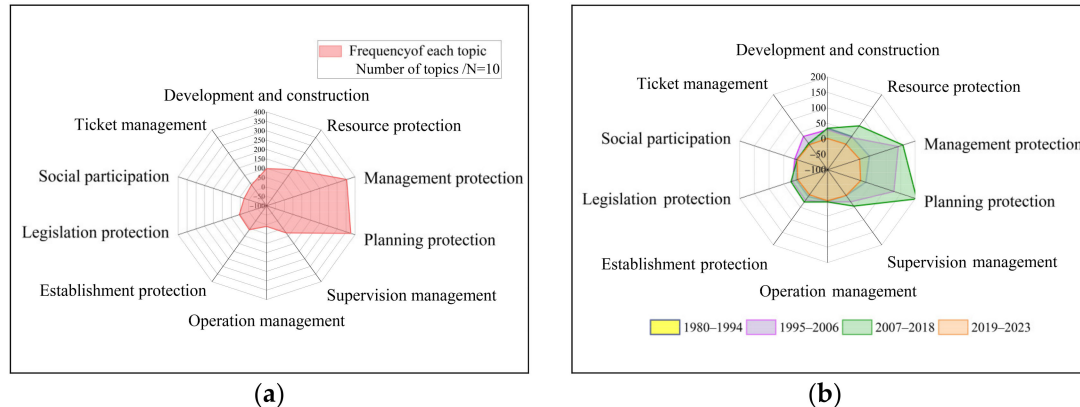 Frequencyof each topic
Number of topics /N=10
Development and construction
Ticket management
Resource protection
Social participation
Management protection
Legislation protection
Planning protection
Establishment protection
Supervision management
Operation management
400
350
300
250
200
150
100
50
0
-50
-100
(a)
Development and construction
Ticket management
Resource protection
Social participation
Management protection
Legislation protection
Planning protection
Establishment protection
Supervision management
Operation management
200
150
100
50
0
-50
-100
1980–1994
1995–2006
2007–2018
2019–2023
(b)